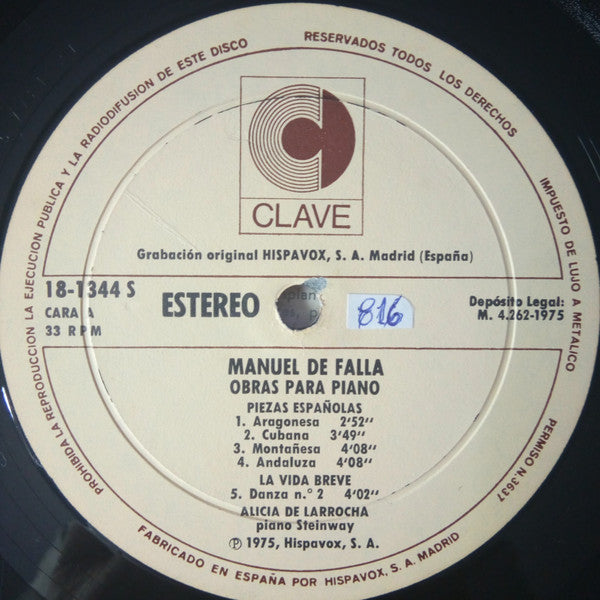 PROHIBIDA LA REPRODUCCION LA EJECUCION PUBLICA Y LA RADIODIFUSION DE ESTE DISCO
RESERVADOS TODOS LOS DERECHOS
IMPUESTO DE LUJO A METALICO
PERMISO N. 3637
CLAVE
Grabación original HISPAVOX, S. A. Madrid (España)
18-1344 S
CARA A
33 RPM
ESTEREO
816
Depósito Legal:
M. 4.262-1975
MANUEL DE FALLA
OBRAS PARA PIANO
PIEZAS ESPAÑOLAS
1. Aragonesa 2'52''
2. Cubana 3'49''
3. Montañesa 4'08''
4. Andaluza 4'08''
LA VIDA BREVE
5. Danza n.° 2 4'02''
ALICIA DE LARROCHA
piano Steinway
Ⓟ 1975, Hispavox, S. A.
FABRICADO EN ESPAÑA POR HISPAVOX, S. A. MADRID